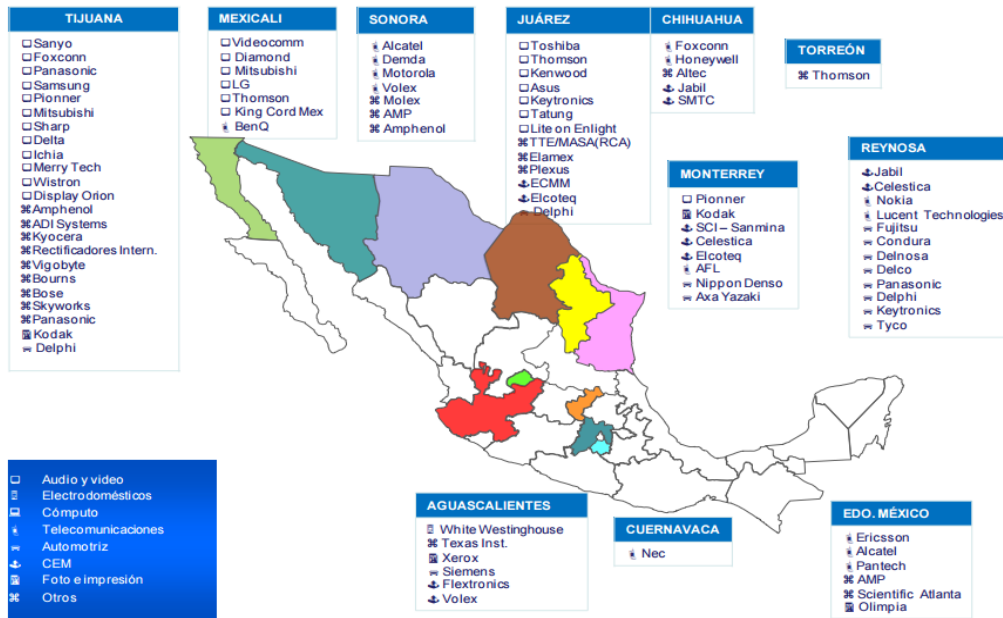 TIJUANA
Sanyo
Foxconn
Panasonic
Samsung
Pionner
Mitsubishi
Sharp
Delta
Ichia
Merry Tech
Wistron
Display Orion
Amphenol
ADI Systems
Kyocera
Rectificadores Intern.
Vigobyte
Bourns
Bose
Skyworks
Panasonic
Kodak
Delphi
MEXICALI
Videocomm
Diamond
Mitsubishi
LG
Thomson
King Cord Mex
BenQ
SONORA
Alcatel
Demda
Motorola
Volex
Molex
AMP
Amphenol
JUÁREZ
Toshiba
Thomson
Kenwood
Asus
Keytronics
Tatung
Lite on Enlight
TTE/MASA(RCA)
Elamex
Plexus
ECMM
Elcoteq
Delphi
CHIHUAHUA
Foxconn
Honeywell
Altec
Jabil
SMTC
TORREÓN
Thomson
MONTERREY
Pionner
Kodak
SCI – Sanmina
Celestica
Elcoteq
AFL
Nippon Denso
Axa Yazaki
REYNOSA
Jabil
Celestica
Nokia
Lucent Technologies
Fujitsu
Condura
Delnosa
Delco
Panasonic
Delphi
Keytronics
Tyco
Audio y video
Electrodomésticos
Cómputo
Telecomunicaciones
Automotriz
CEM
Foto e impresión
Otros
AGUASCALIENTES
White Westinghouse
Texas Inst.
Xerox
Siemens
Flextronics
Volex
CUERNAVACA
Nec
EDO. MÉXICO
Ericsson
Alcatel
Pantech
AMP
Scientific Atlanta
Olimpia